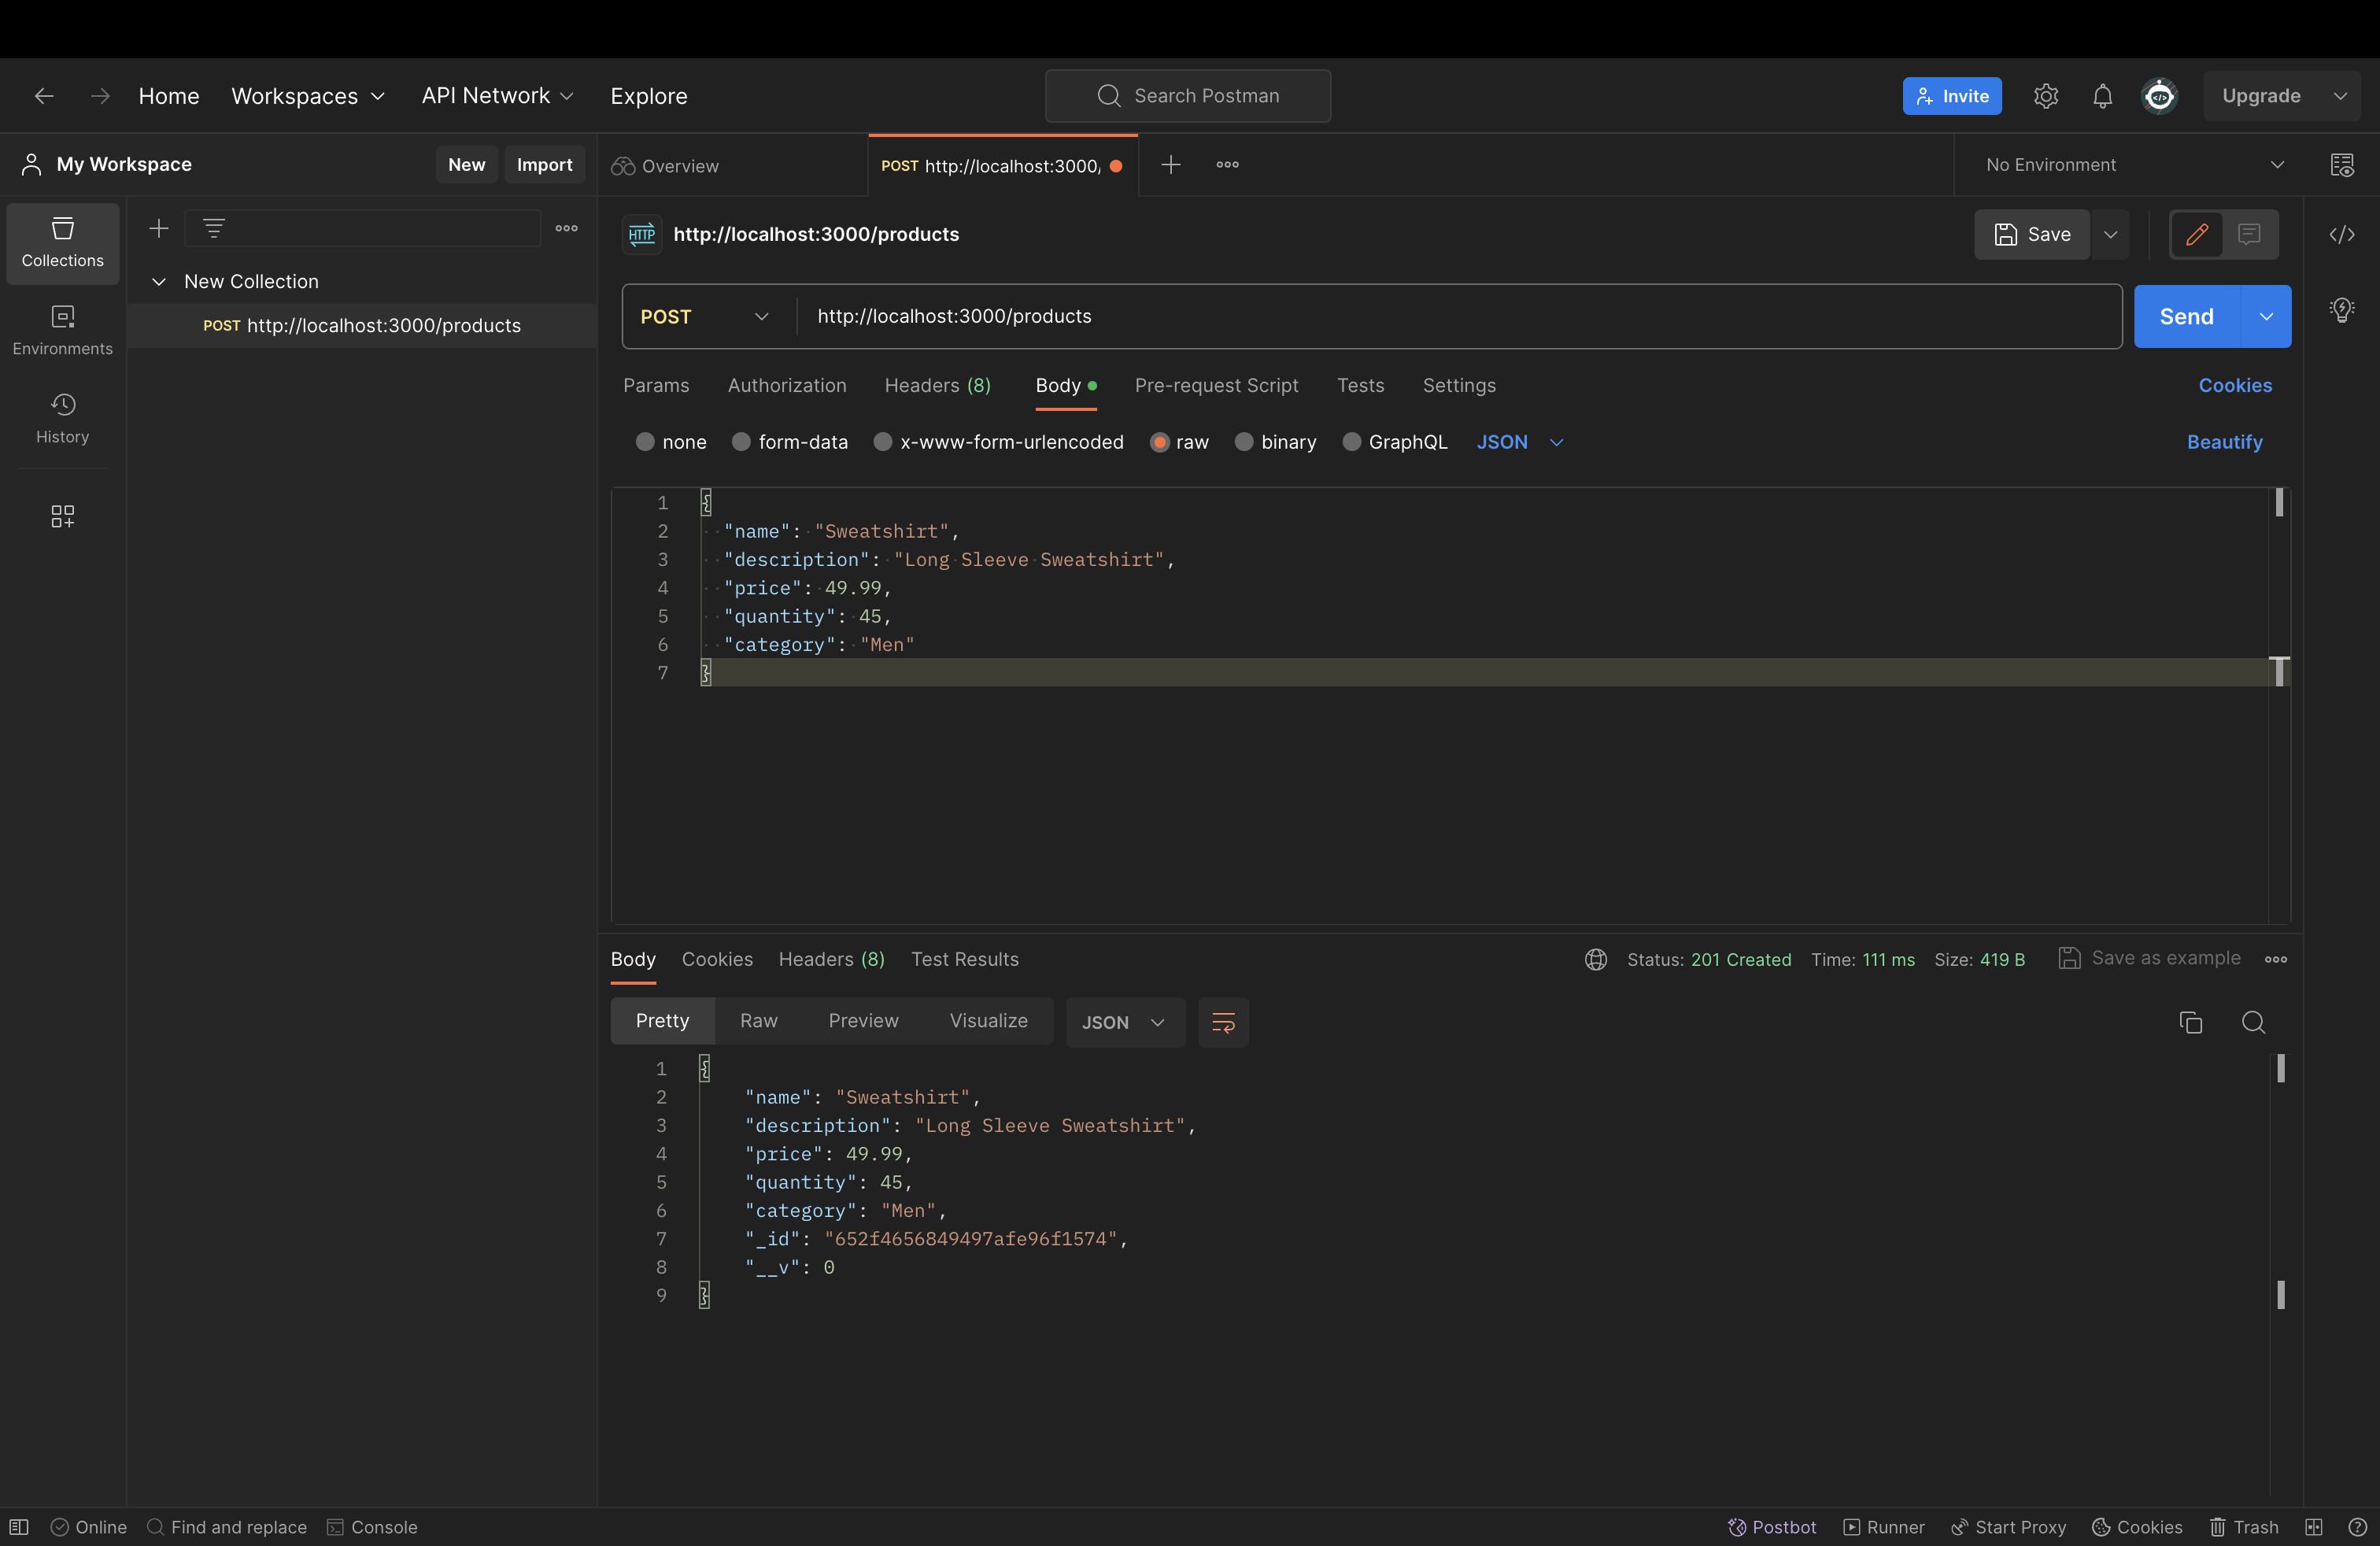 Home Workspaces API Network Explore Search Postman Invite Upgrade
My Workspace New Import Overview POST http://localhost:3000/ No Environment
Collections
Environments
History
New Collection
POST http://localhost:3000/products
HTTP http://localhost:3000/products Save
POST http://localhost:3000/products Send
Params Authorization Headers (8) Body Pre-request Script Tests Settings Cookies
none form-data x-www-form-urlencoded raw binary GraphQL JSON Beautify
1 {
2 "name": "Sweatshirt",
3 "description": "Long Sleeve Sweatshirt",
4 "price": 49.99,
5 "quantity": 45,
6 "category": "Men"
7 }
Body Cookies Headers (8) Test Results Status: 201 Created Time: 111 ms Size: 419 B Save as example
Pretty Raw Preview Visualize JSON
1 {
2 "name": "Sweatshirt",
3 "description": "Long Sleeve Sweatshirt",
4 "price": 49.99,
5 "quantity": 45,
6 "category": "Men",
7 "_id": "652f4656849497afe96f1574",
8 "__v": 0
9 }
Online Find and replace Console Postbot Runner Start Proxy Cookies Trash